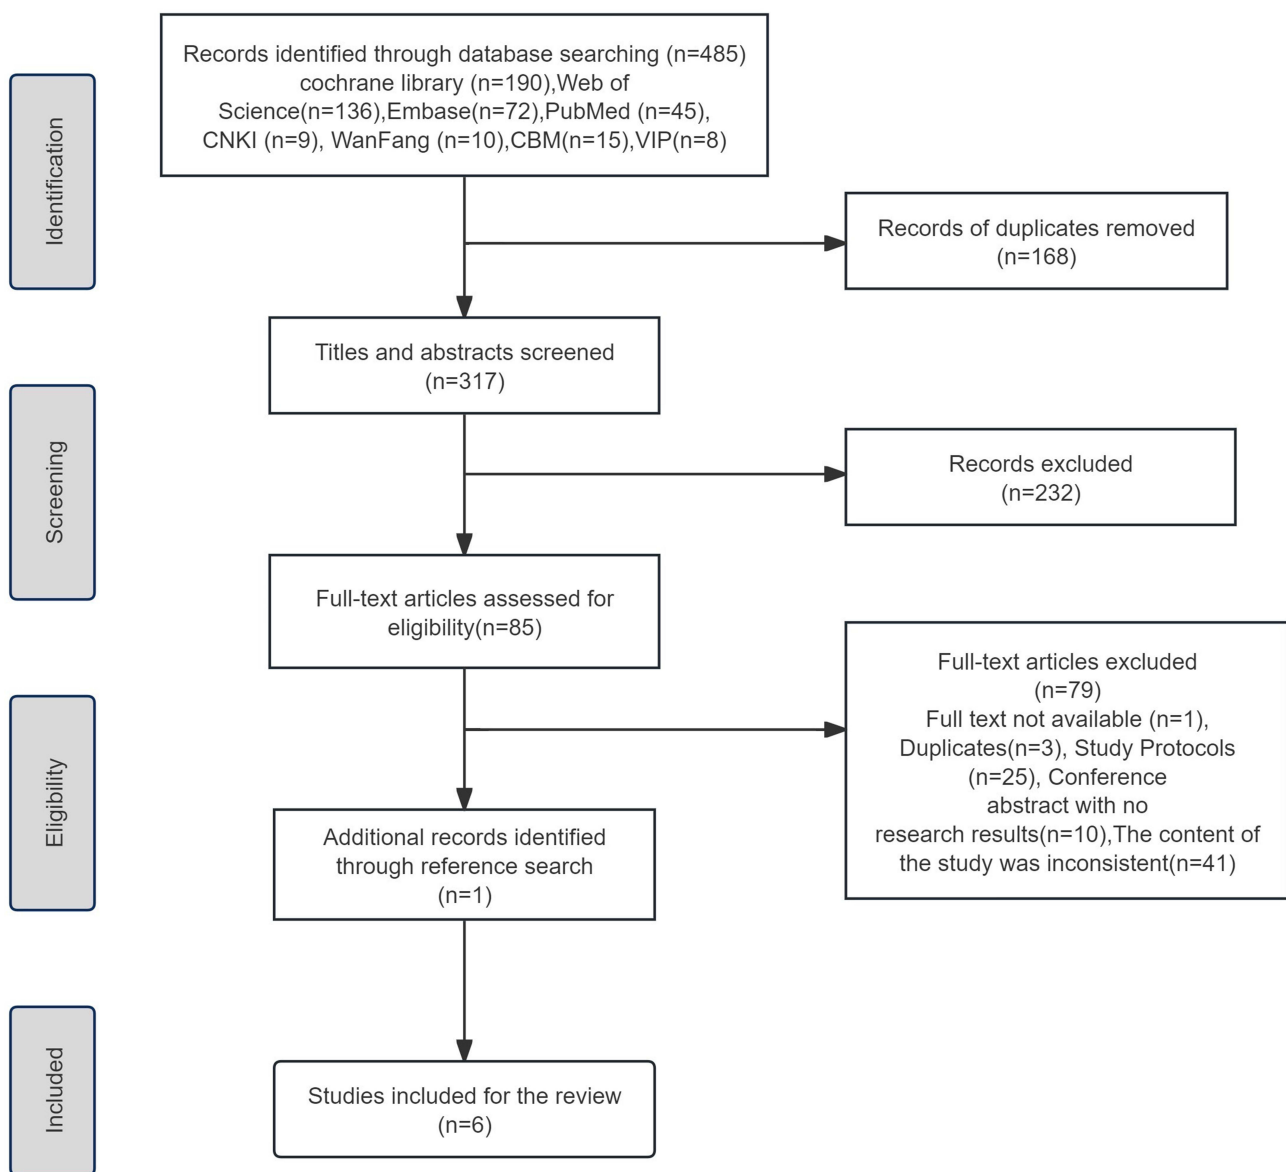 Records identified through database searching (n=485)
cochrane library (n=190),Web of
Science(n=136),Embase(n=72),PubMed (n=45),
CNKI (n=9), WanFang (n=10),CBM(n=15),VIP(n=8)
Identification
Records of duplicates removed
(n=168)
Titles and abstracts screened
(n=317)
Screening
Records excluded
(n=232)
Full-text articles assessed for
eligibility(n=85)
Eligibility
Full-text articles excluded
(n=79)
Full text not available (n=1),
Duplicates(n=3), Study Protocols
(n=25), Conference
abstract with no
research results(n=10),The content of
the study was inconsistent(n=41)
Additional records identified
through reference search
(n=1)
Included
Studies included for the review
(n=6)